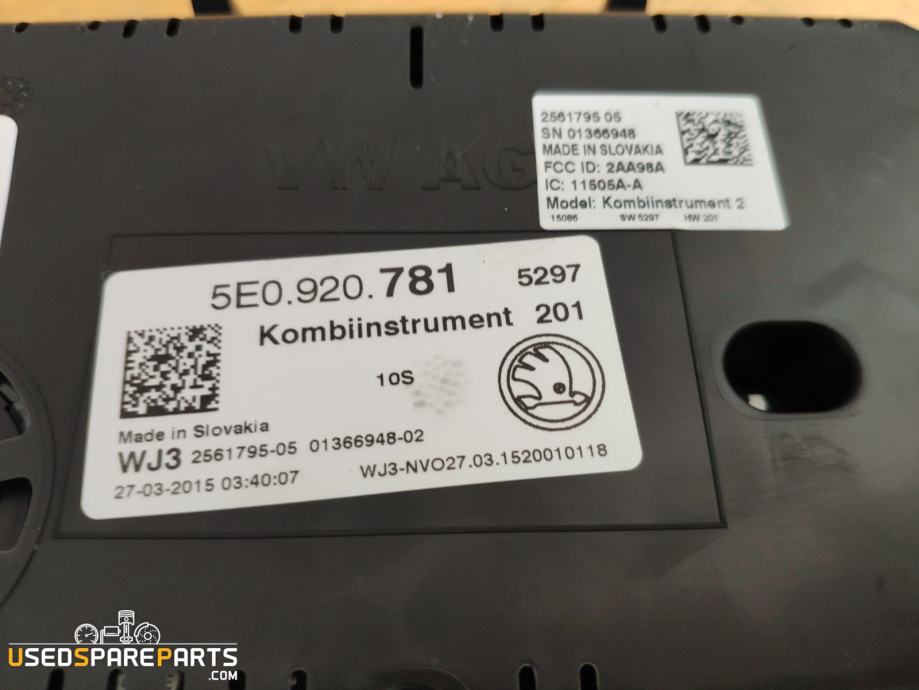 VW AG
2561795 05
SN 01366948
MADE IN SLOVAKIA
FCC ID: 2AA98A
IC: 11505A-A
Model: Kombiinstrument 2
15086 SW 5297 HW 201
5E0.920.781 5297
Kombiinstrument 201
10S
Made in Slovakia
WJ3 2561795-05 01366948-02
27-03-2015 03:40:07 WJ3-NVO27.03.1520010118
USEDSPAREPARTS
.COM